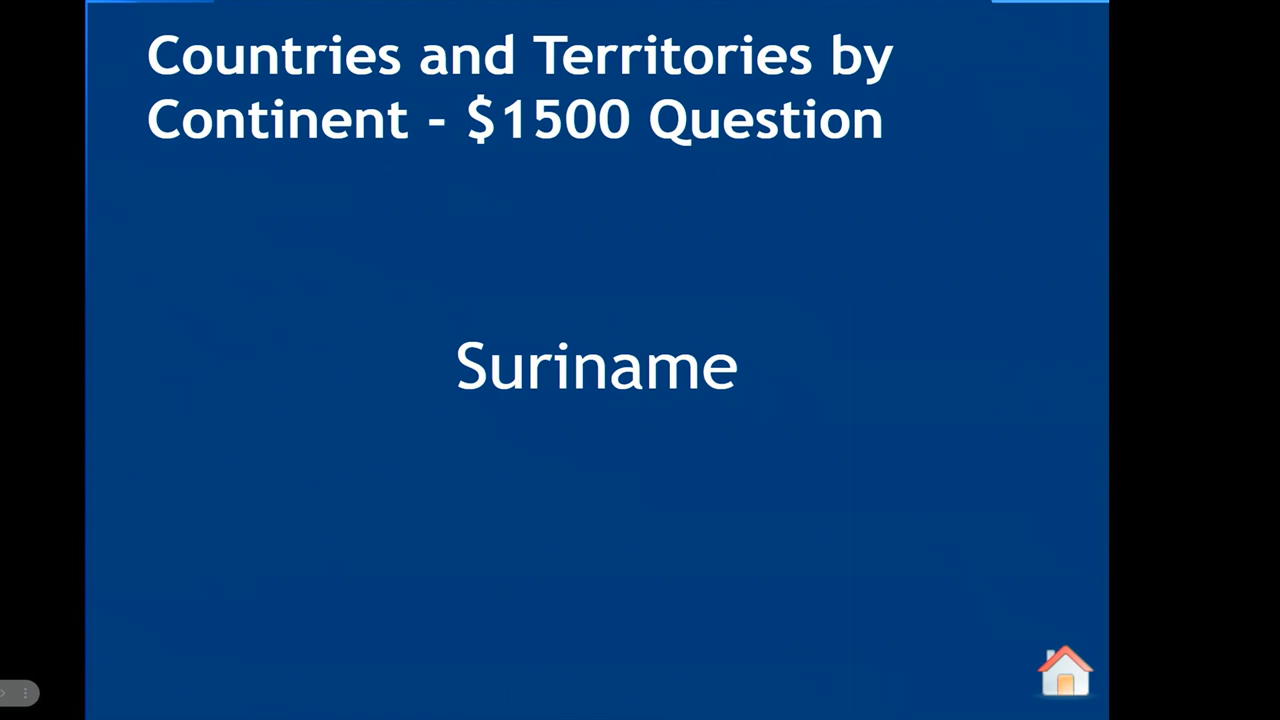 Countries and Territories by
Continent - $1500 Question
Suriname